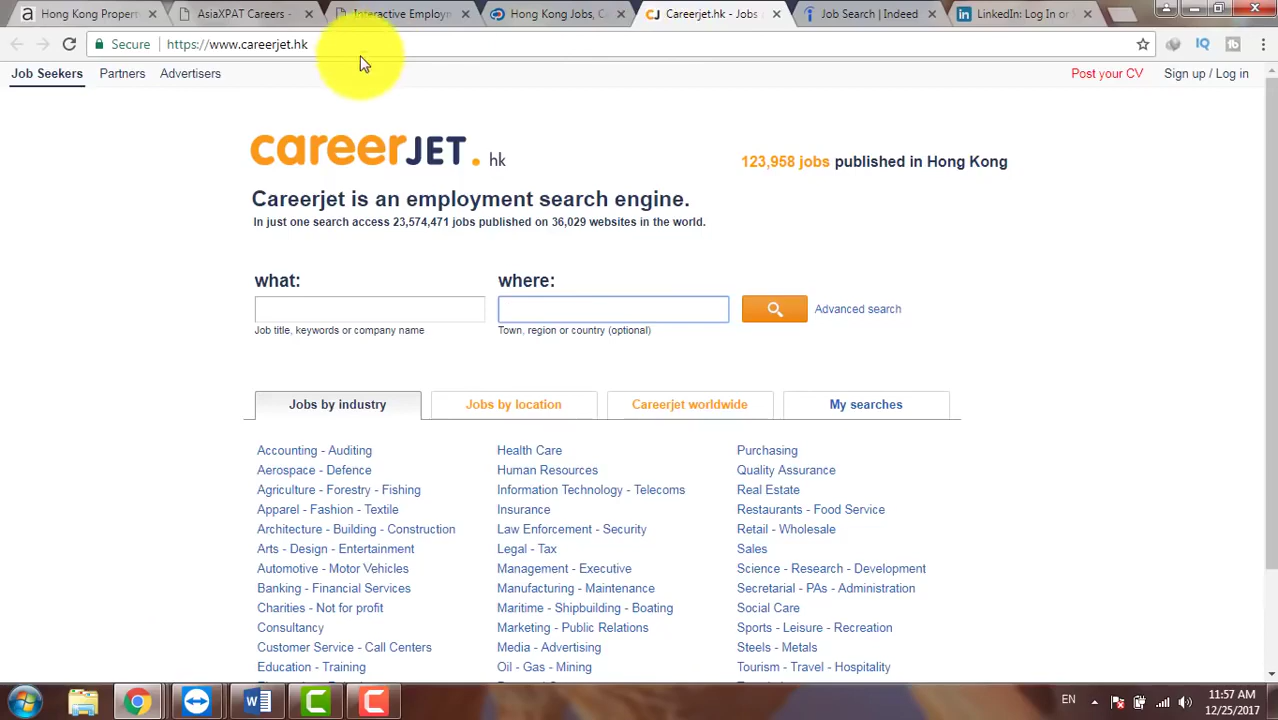 Hong Kong Propert
AsiaXPAT Careers -
Interactive Employn
Hong Kong Jobs, C
Careerjet.hk - Jobs
Job Search | Indeed
LinkedIn: Log In or
Secure
https://www.careerjet.hk
Job Seekers
Partners
Advertisers
Post your CV
Sign up / Log in
careerJET. hk
123,958 jobs published in Hong Kong
Careerjet is an employment search engine.
In just one search access 23,574,471 jobs published on 36,029 websites in the world.
what:
where:
Advanced search
Job title, keywords or company name
Town, region or country (optional)
Jobs by industry
Jobs by location
Careerjet worldwide
My searches
Accounting - Auditing
Health Care
Purchasing
Aerospace - Defence
Human Resources
Quality Assurance
Agriculture - Forestry - Fishing
Information Technology - Telecoms
Real Estate
Apparel - Fashion - Textile
Insurance
Restaurants - Food Service
Architecture - Building - Construction
Law Enforcement - Security
Retail - Wholesale
Arts - Design - Entertainment
Legal - Tax
Sales
Automotive - Motor Vehicles
Management - Executive
Science - Research - Development
Banking - Financial Services
Manufacturing - Maintenance
Secretarial - PAs - Administration
Charities - Not for profit
Maritime - Shipbuilding - Boating
Social Care
Consultancy
Marketing - Public Relations
Sports - Leisure - Recreation
Customer Service - Call Centers
Media - Advertising
Steels - Metals
Education - Training
Oil - Gas - Mining
Tourism - Travel - Hospitality
EN
11:57 AM
12/25/2017